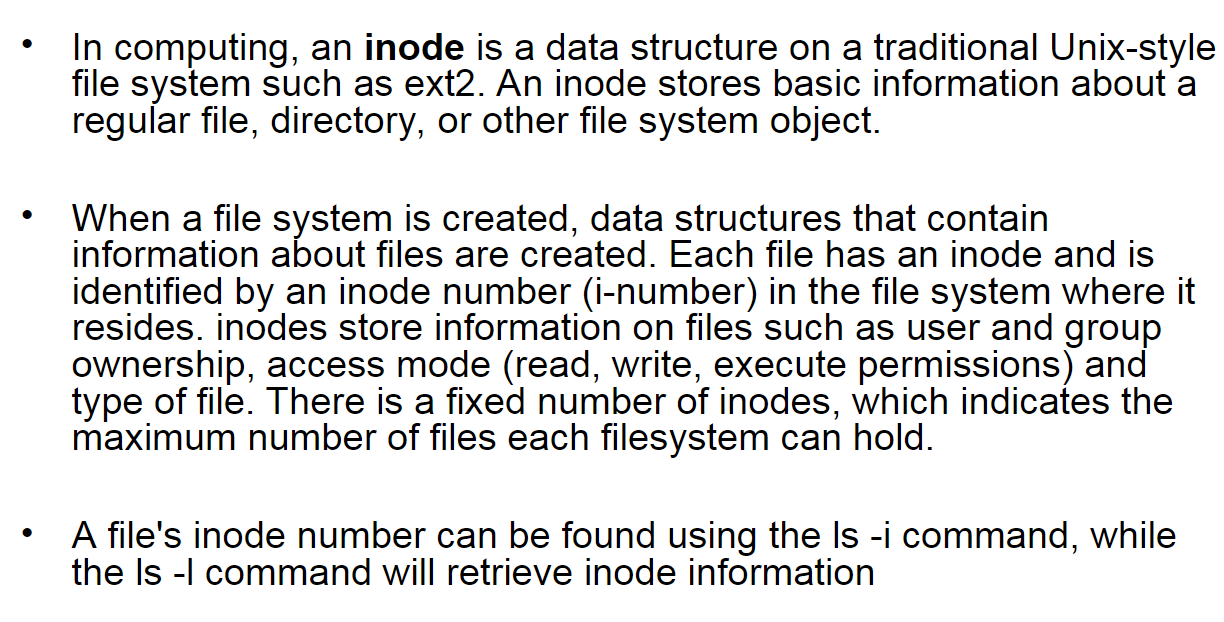 • In computing, an inode is a data structure on a traditional Unix-style
file system such as ext2. An inode stores basic information about a
regular file, directory, or other file system object.
• When a file system is created, data structures that contain
information about files are created. Each file has an inode and is
identified by an inode number (i-number) in the file system where it
resides. inodes store information on files such as user and group
ownership, access mode (read, write, execute permissions) and
type of file. There is a fixed number of inodes, which indicates the
maximum number of files each filesystem can hold.
• A file's inode number can be found using the ls -i command, while
the ls -l command will retrieve inode information